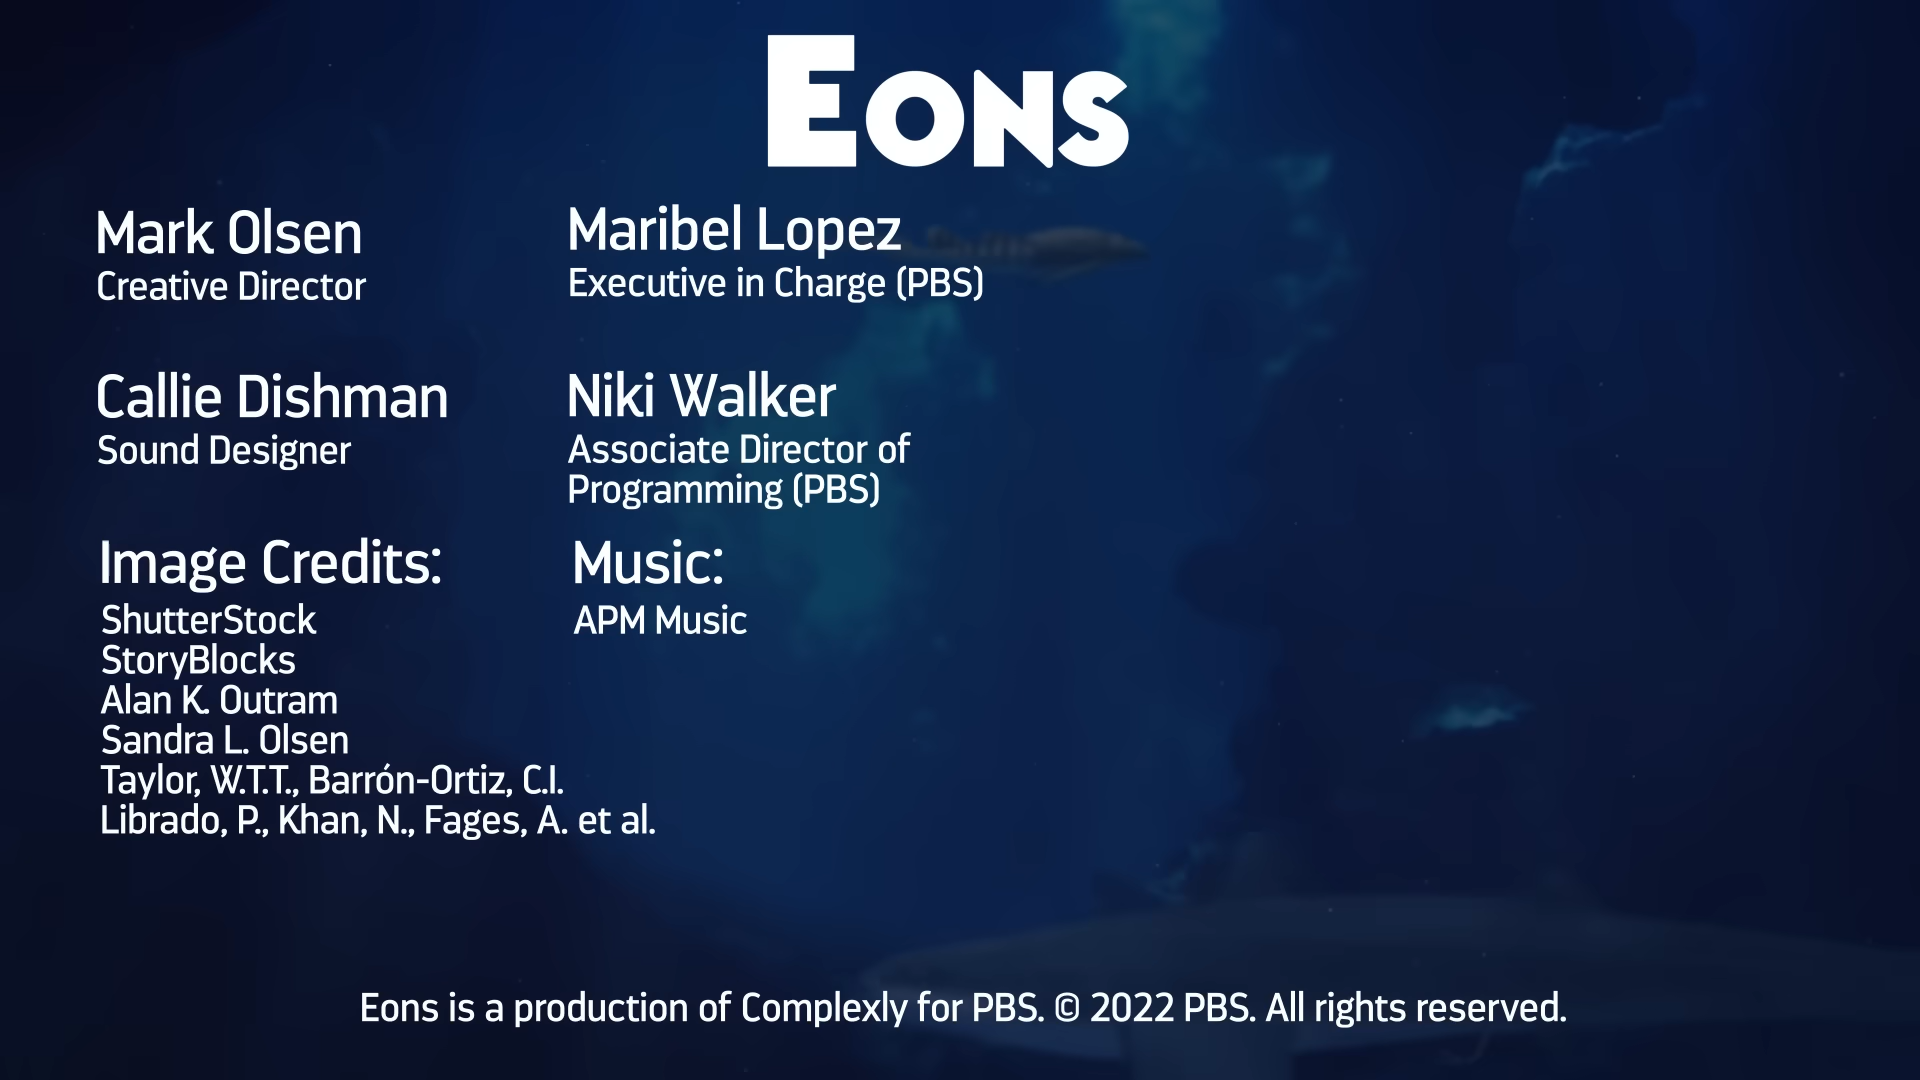 Eons
Mark Olsen
Creative Director
Maribel Lopez
Executive in Charge (PBS)
Callie Dishman
Sound Designer
Niki Walker
Associate Director of
Programming (PBS)
Image Credits:
ShutterStock
StoryBlocks
Alan K. Outram
Sandra L. Olsen
Taylor, W.T.T., Barrón-Ortiz, C.I.
Librado, P., Khan, N., Fages, A. et al.
Music:
APM Music
Eons is a production of Complexly for PBS. © 2022 PBS. All rights reserved.